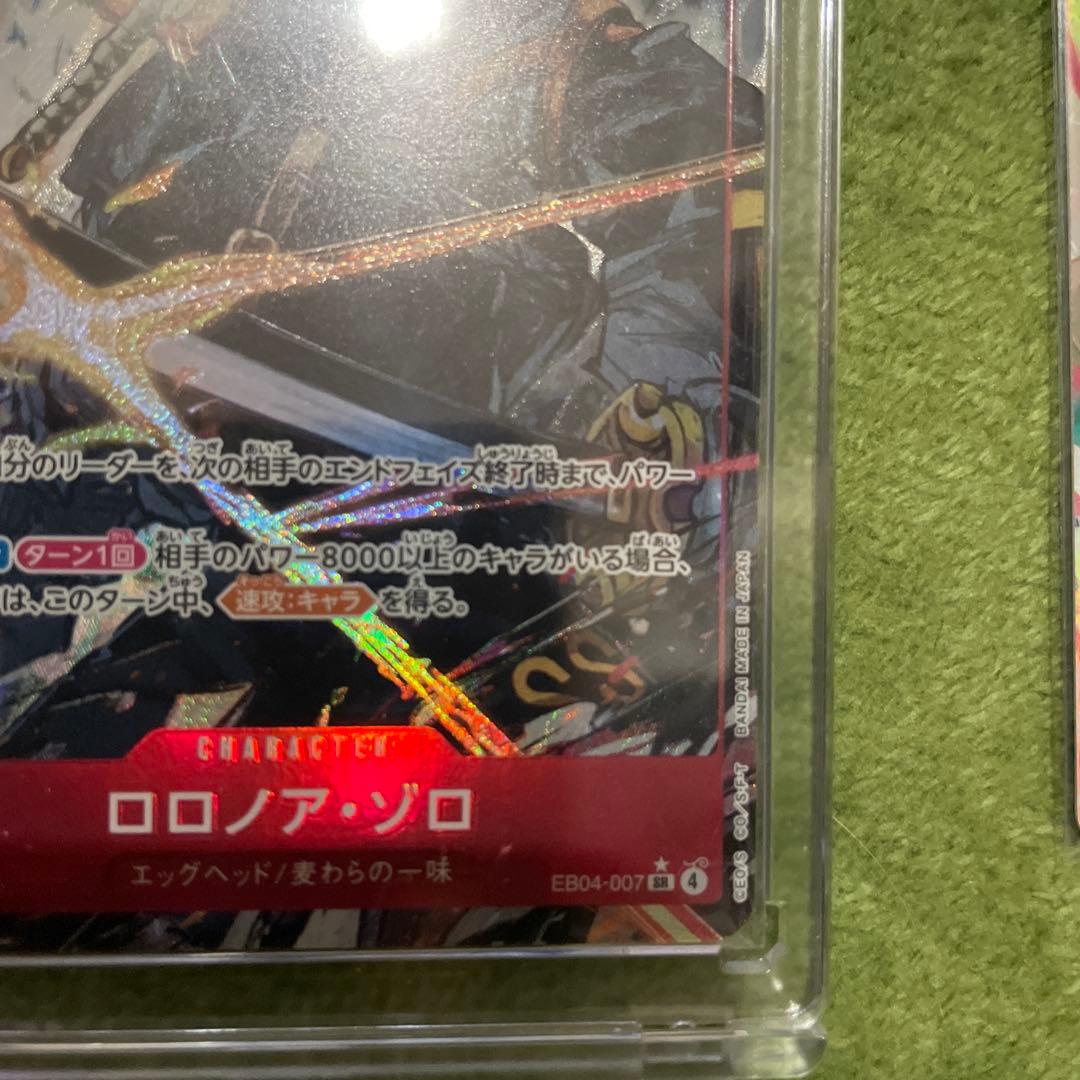 分のリーダーを、次の相手のエンドフェイズ終了時まで、パワー
ターン1回 相手のパワー8000以上のキャラがいる場合、
は、このターン中、速攻:キャラを得る。
CHARACTER
ロロノア・ゾロ
エッグヘッド/麦わらの一味
EB04-007 SR 4
©EO/S ©O/S·F·T BANDAI MADE IN JAPAN